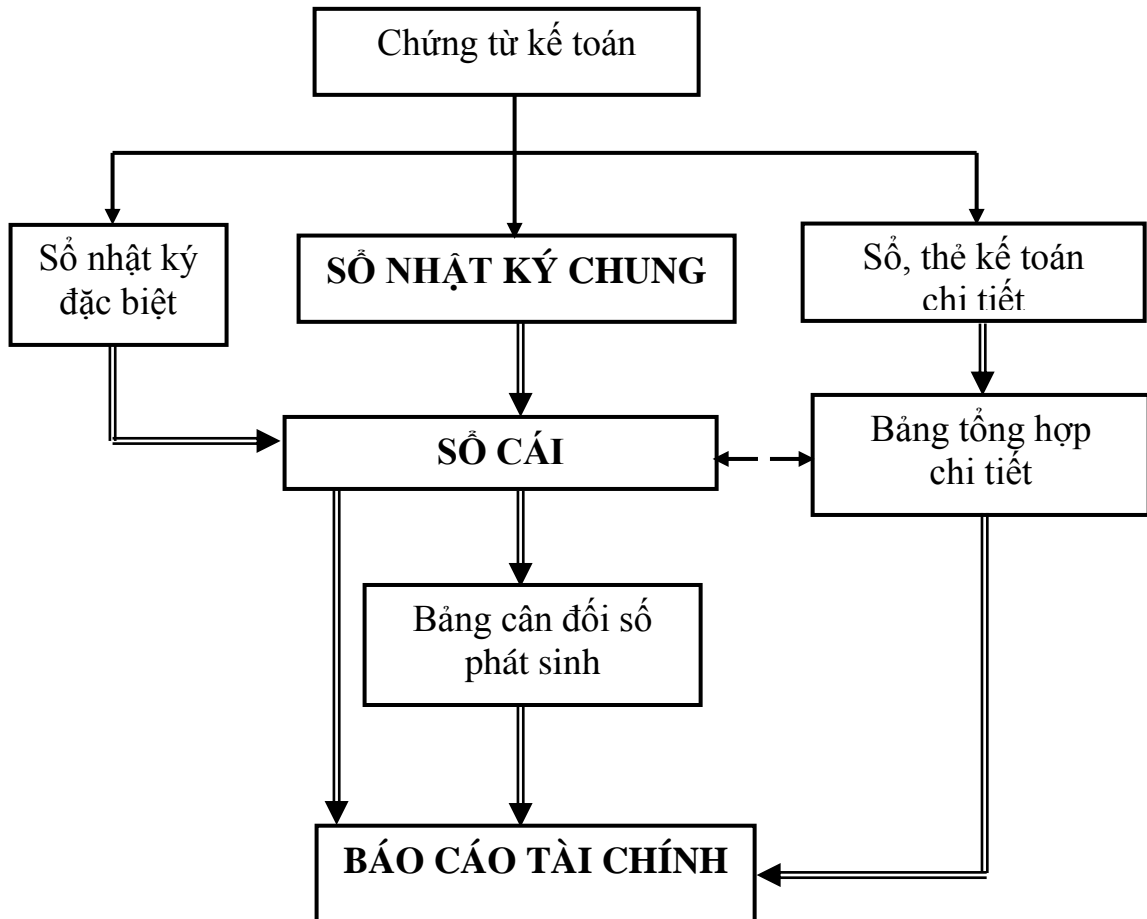 Chứng từ kế toán
Sổ nhật ký
đặc biệt
SỔ NHẬT KÝ CHUNG
Sổ, thẻ kế toán
chi tiết
SỔ CÁI
Bảng tổng hợp
chi tiết
Bảng cân đối số
phát sinh
BÁO CÁO TÀI CHÍNH